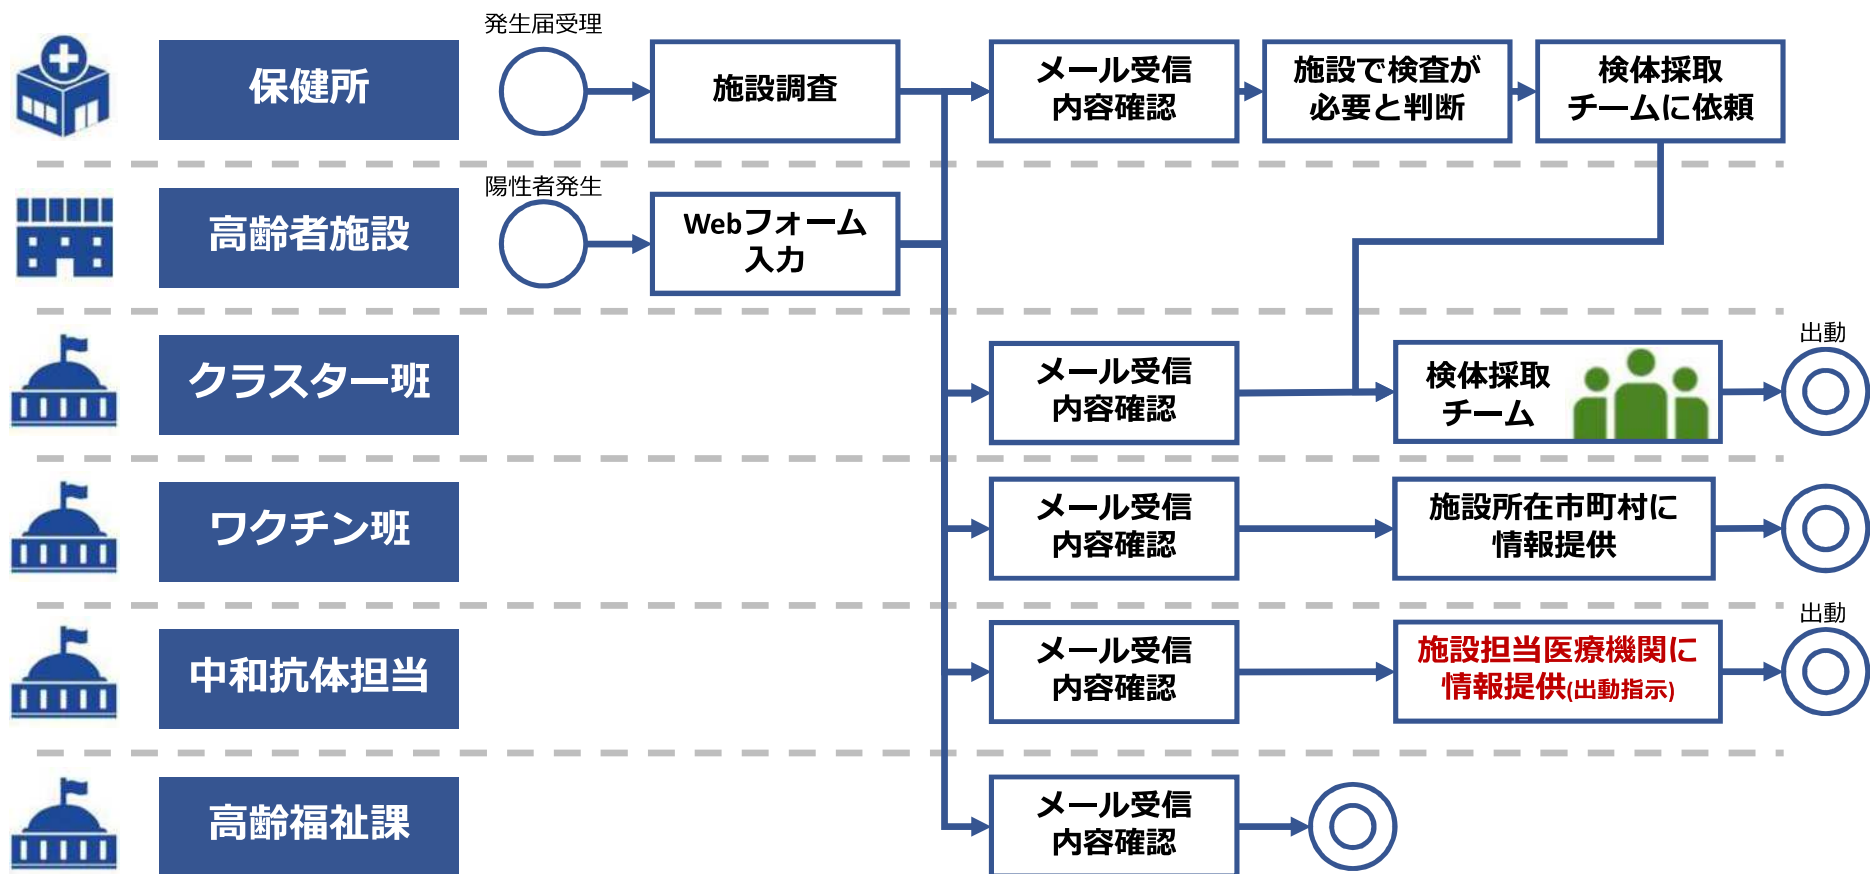 発生届受理
保健所
施設調査
メール受信
内容確認
施設で検査が
必要と判断
検体採取
チームに依頼
陽性者発生
高齢者施設
Webフォーム
入力
出動
クラスター班
メール受信
内容確認
検体採取
チーム
ワクチン班
メール受信
内容確認
施設所在市町村に
情報提供
出動
中和抗体担当
メール受信
内容確認
施設担当医療機関に
情報提供(出動指示)
高齢福祉課
メール受信
内容確認